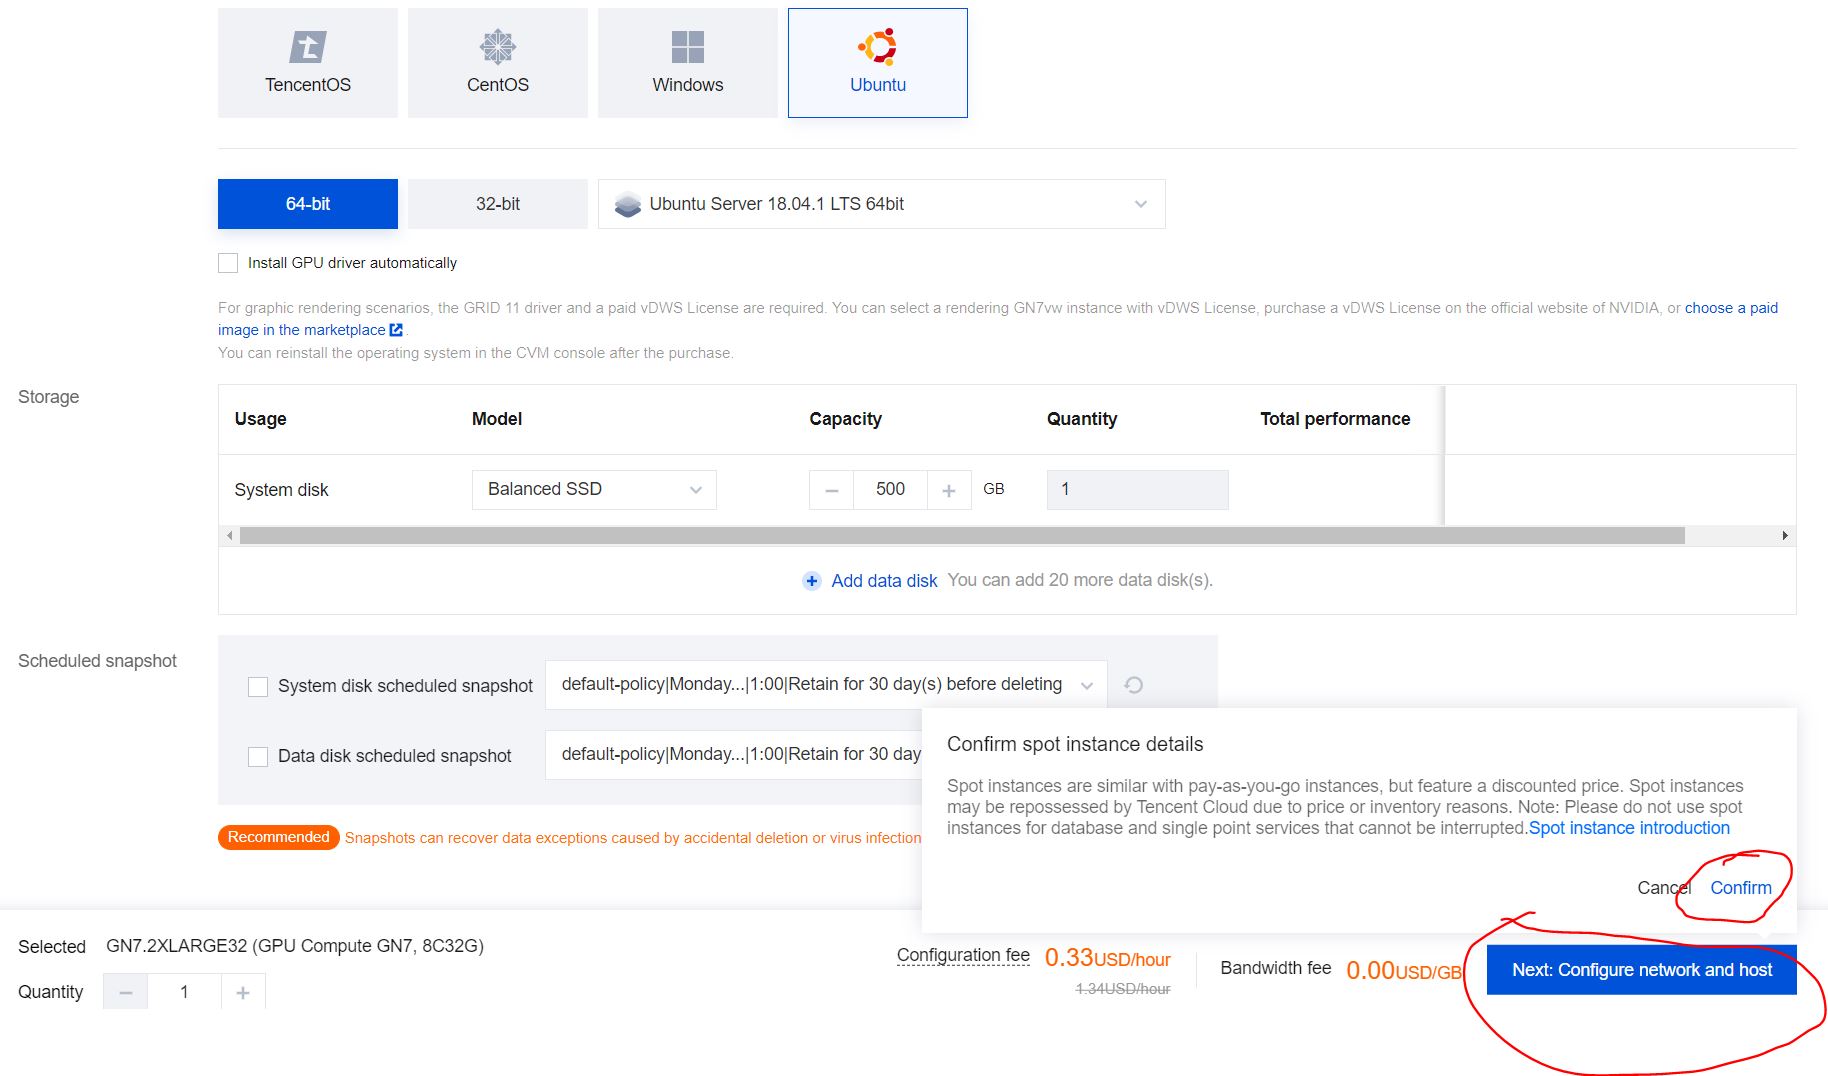 TencentOS
CentOS
Windows
Ubuntu
64-bit
32-bit
Ubuntu Server 18.04.1 LTS 64bit
Install GPU driver automatically
For graphic rendering scenarios, the GRID 11 driver and a paid vDWS License are required. You can select a rendering GN7vw instance with vDWS License, purchase a vDWS License on the official website of NVIDIA, or choose a paid
image in the marketplace .
You can reinstall the operating system in the CVM console after the purchase.
Storage
Usage Model Capacity Quantity Total performance
System disk Balanced SSD 500 GB 1
Add data disk You can add 20 more data disk(s).
Scheduled snapshot
System disk scheduled snapshot default-policy|Monday...|1:00|Retain for 30 day(s) before deleting
Data disk scheduled snapshot default-policy|Monday...|1:00|Retain for 30 day
Recommended Snapshots can recover data exceptions caused by accidental deletion or virus infection
Confirm spot instance details
Spot instances are similar with pay-as-you-go instances, but feature a discounted price. Spot instances
may be repossessed by Tencent Cloud due to price or inventory reasons. Note: Please do not use spot
instances for database and single point services that cannot be interrupted.Spot instance introduction
Cancel Confirm
Selected GN7.2XLARGE32 (GPU Compute GN7, 8C32G)
Quantity 1
Configuration fee 0.33USD/hour
1.34USD/hour
Bandwidth fee 0.00USD/GB
Next: Configure network and host